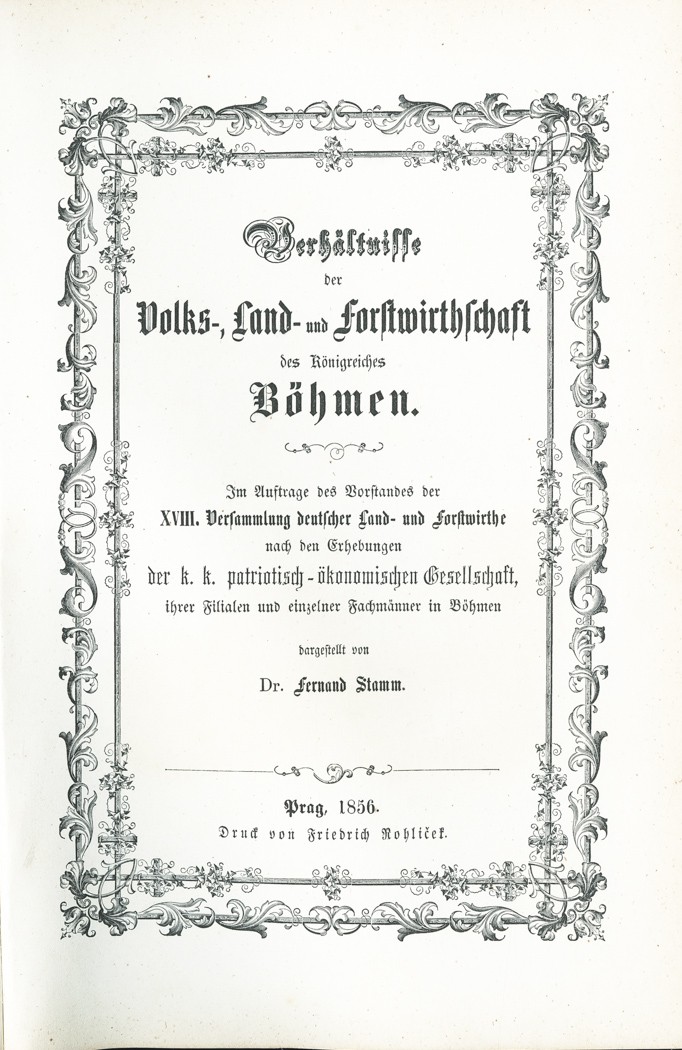 Verhältnisse
der
Volks-, Land- und Forstwirthschaft
des Königreiches
Böhmen.
Im Auftrage des Vorstandes der
XVIII. Versammlung deutscher Land- und Forstwirthe
nach den Erhebungen
der k. k. patriotisch-ökonomischen Gesellschaft,
ihrer Filialen und einzelner Fachmänner in Böhmen
dargestellt von
Dr. Fernand Stamm.
Prag, 1856.
Druck von Friedrich Rohliček.